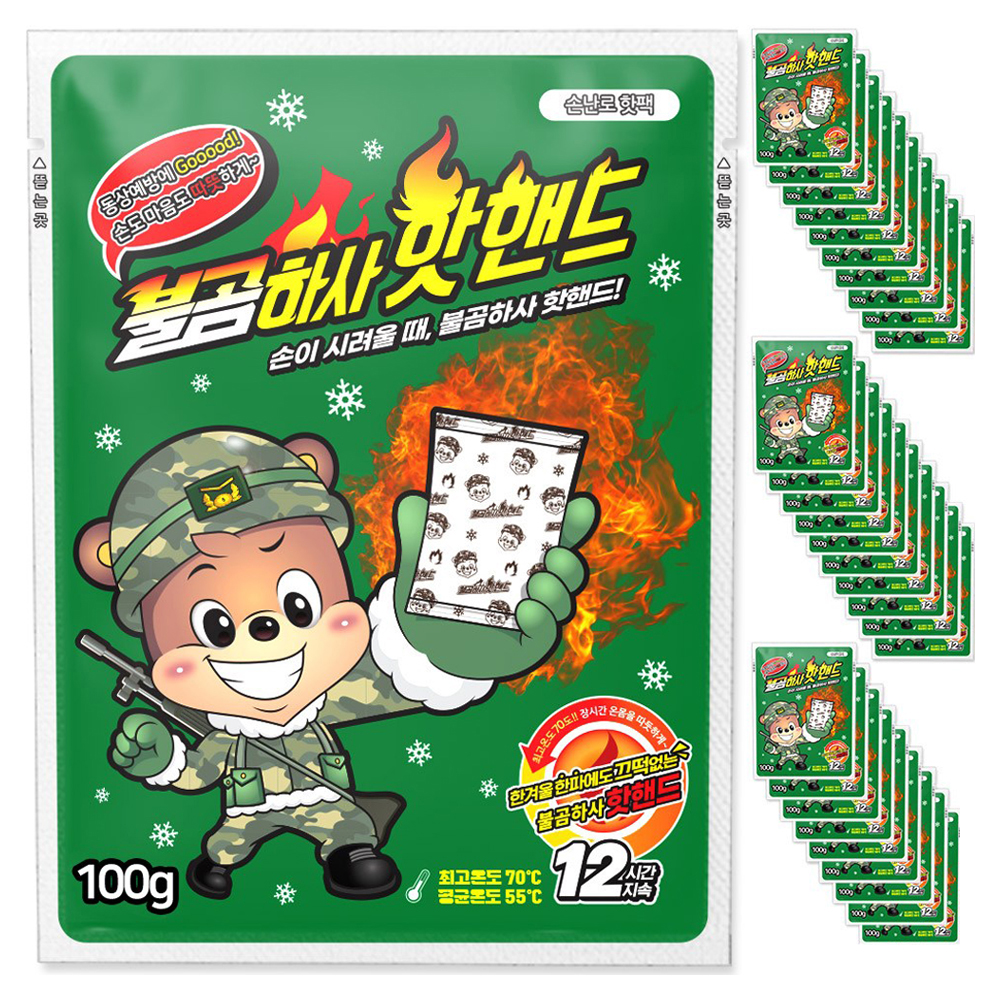 손난로 핫팩
동상예방에 Gooood!
손도 마음도 따뜻하게~
불곰하사 핫핸드
손이 시려울 때, 불곰하사 핫핸드!
△뜯는곳
△뜯는곳
최고온도 70도!! 장시간 온몸을 따뜻하게~
한겨울 한파에도 끄떡없는
불곰하사 핫핸드
12시간 지속
최고온도 70℃
평균온도 55℃
100g